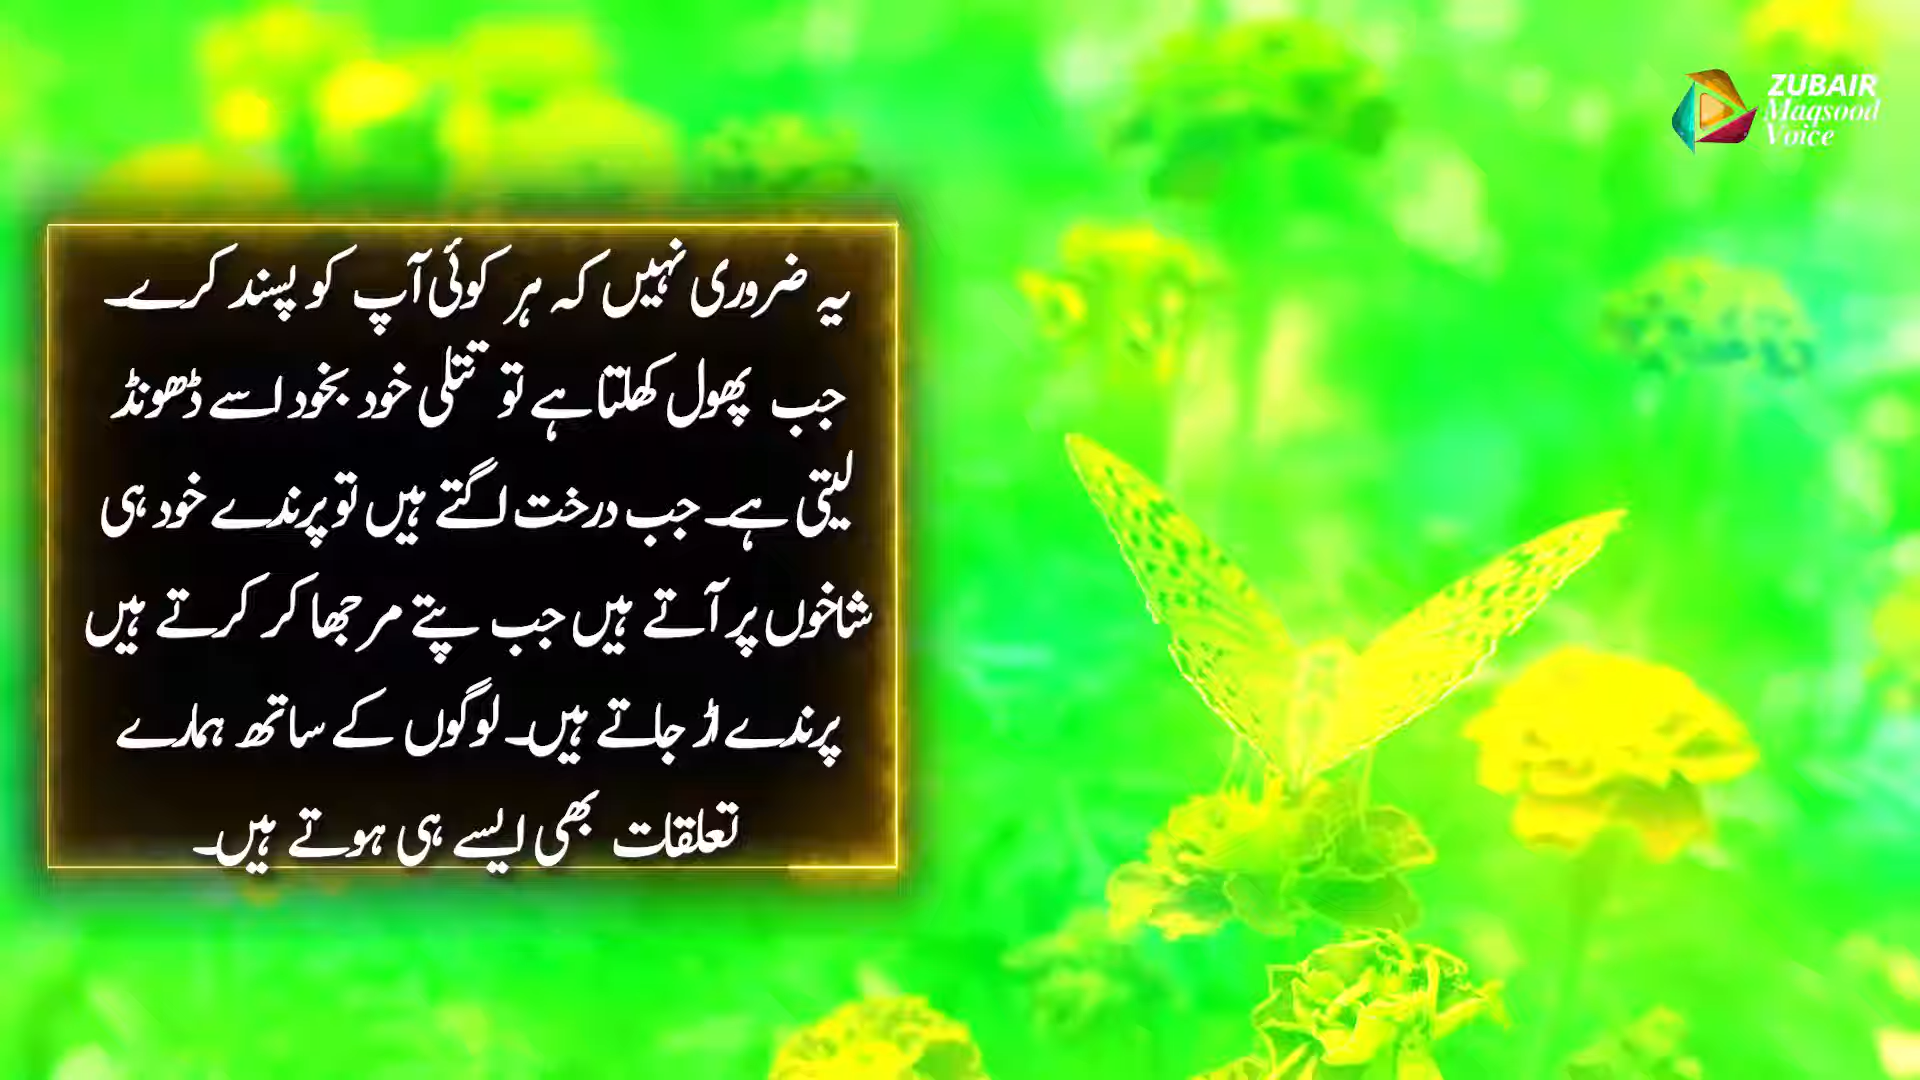 یہ ضروری نہیں کہ ہر کوئی آپ کو پسند کرے۔
جب پھول کھلتا ہے تو تتلی خود بخود اسے ڈھونڈ
لیتی ہے۔ جب درخت اگتے ہیں تو پرندے خود ہی
شاخوں پر آتے ہیں جب پتے مرجھا کر کرتے ہیں
پرندے اڑ جاتے ہیں۔ لوگوں کے ساتھ ہمارے
تعلقات بھی ایسے ہی ہوتے ہیں۔
ZUBAIR
Maqsood
Voice